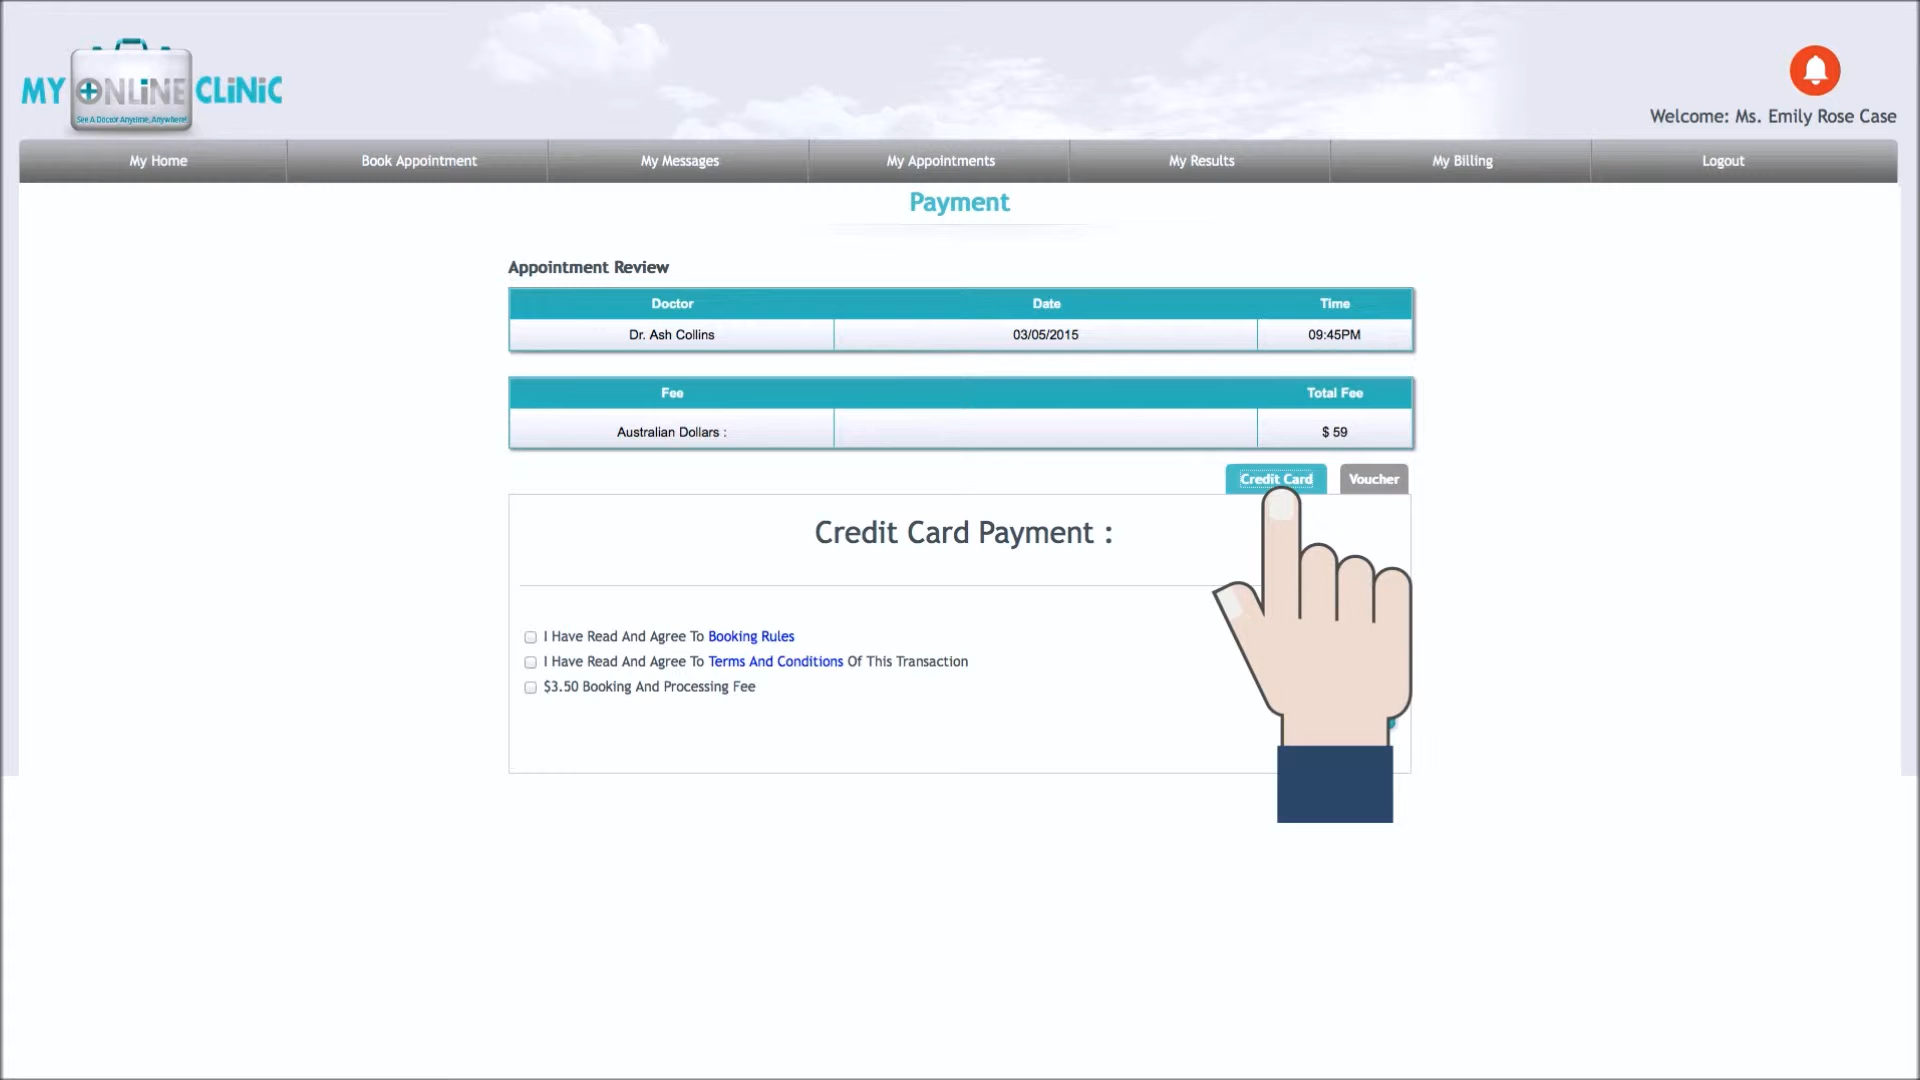 MY ONLiNE CLiNiC
See A Doctor Anytime, Anywhere!
Welcome: Ms. Emily Rose Case
My Home Book Appointment My Messages My Appointments My Results My Billing Logout
Payment
Appointment Review
Doctor Date Time
Dr. Ash Collins 03/05/2015 09:45PM
Fee Total Fee
Australian Dollars : $ 59
Credit Card Voucher
Credit Card Payment :
I Have Read And Agree To Booking Rules
I Have Read And Agree To Terms And Conditions Of This Transaction
$3.50 Booking And Processing Fee